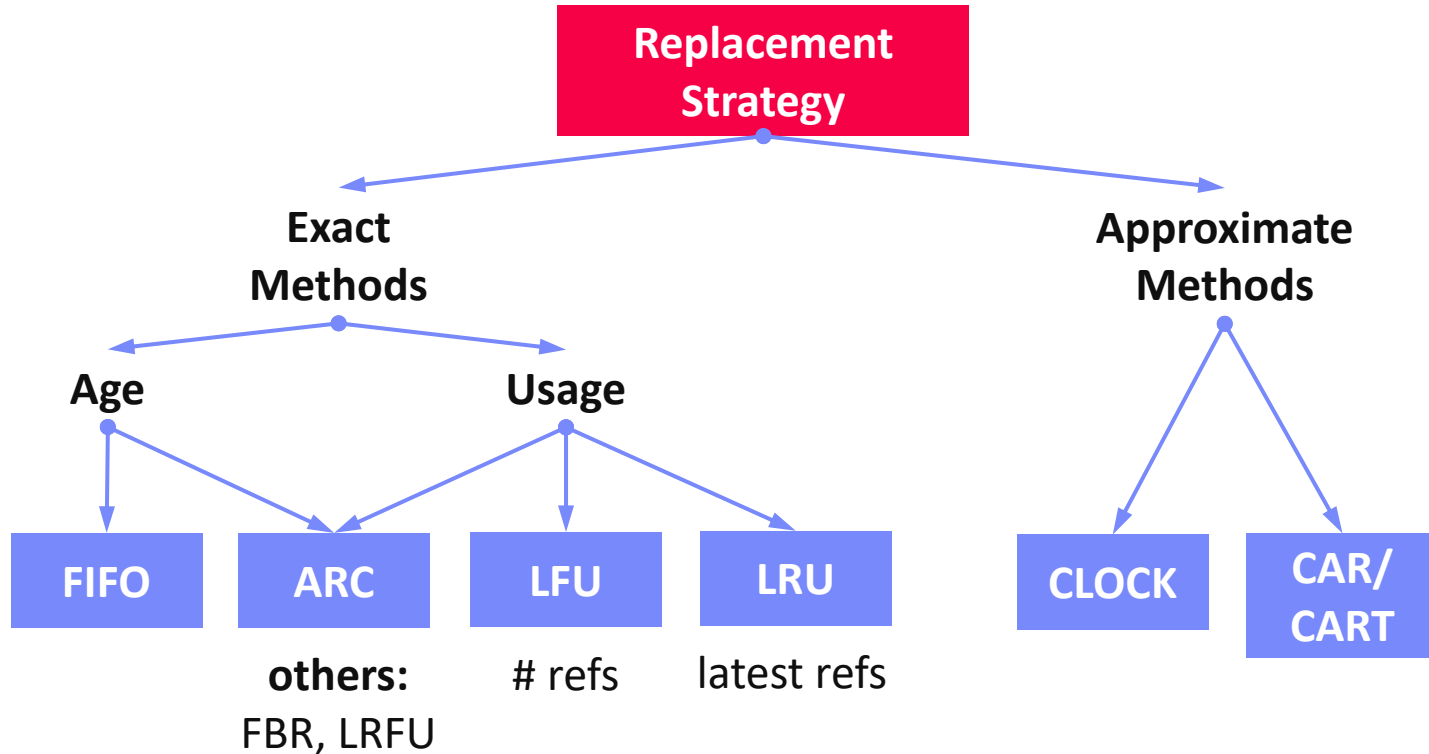 Replacement
Strategy
Exact
Methods
Approximate
Methods
Age
Usage
FIFO
ARC
LFU
LRU
CLOCK
CAR/
CART
others:
FBR, LRFU
# refs
latest refs